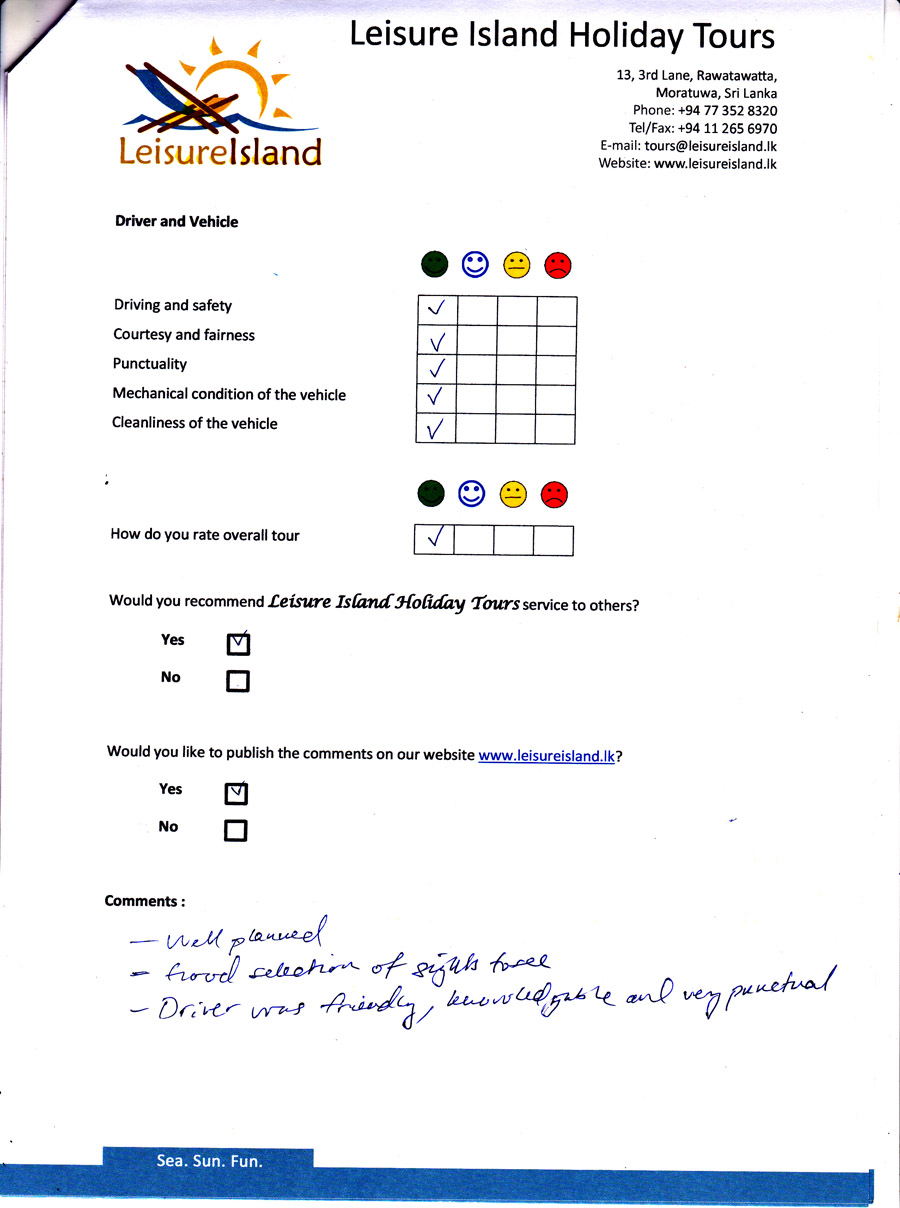 Leisure Island Holiday Tours
13, 3rd Lane, Rawatawatta,
Moratuwa, Sri Lanka
Phone: +94 77 352 8320
Tel/Fax: +94 11 265 6970
E-mail: tours@leisureisland.lk
Website: www.leisureisland.lk
LeisureIsland
Driver and Vehicle
Driving and safety
Courtesy and fairness
Punctuality
Mechanical condition of the vehicle
Cleanliness of the vehicle
How do you rate overall tour
Would you recommend Leisure Island Holiday Tours service to others?
Yes
No
Would you like to publish the comments on our website www.leisureisland.lk?
Yes
No
Comments :
— Well planned
- Good selection of sights to see
- Driver was friendly, knowledgable and very punctual
Sea. Sun. Fun.